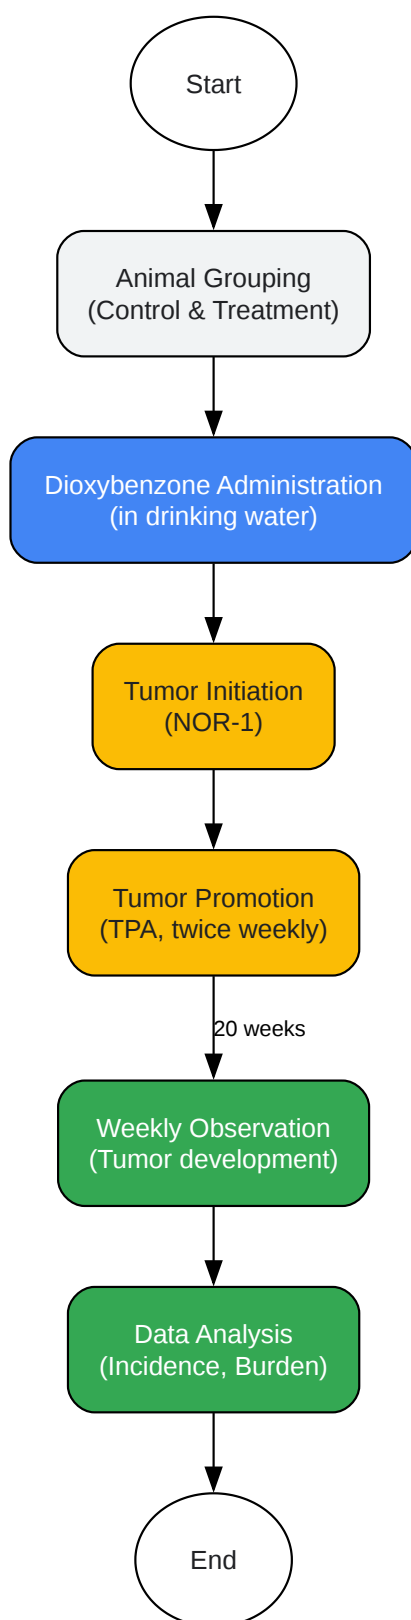 Start
Animal Grouping
(Control & Treatment)
Dioxybenzone Administration
(in drinking water)
Tumor Initiation
(NOR-1)
Tumor Promotion
(TPA, twice weekly)
20 weeks
Weekly Observation
(Tumor development)
Data Analysis
(Incidence, Burden)
End